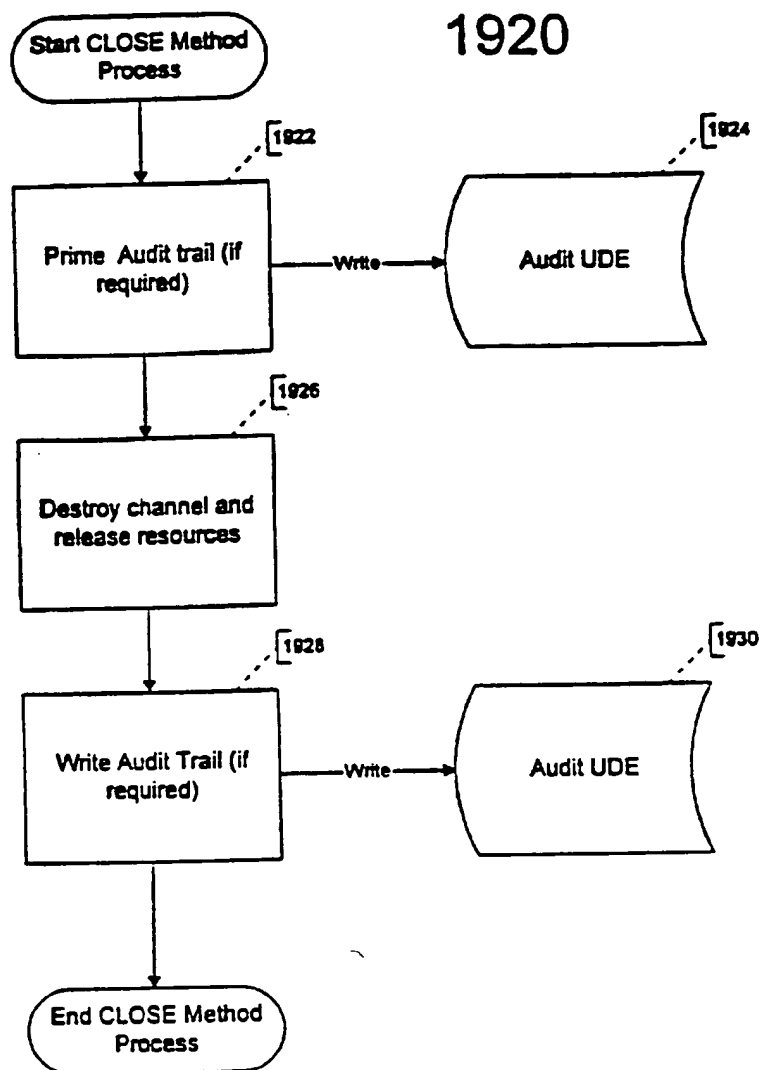 1920
Start CLOSE Method
Process
1922
Prime Audit trail (if
required)
Write
1924
Audit UDE
1926
Destroy channel and
release resources
1928
Write Audit Trail (if
required)
Write
1930
Audit UDE
End CLOSE Method
Process